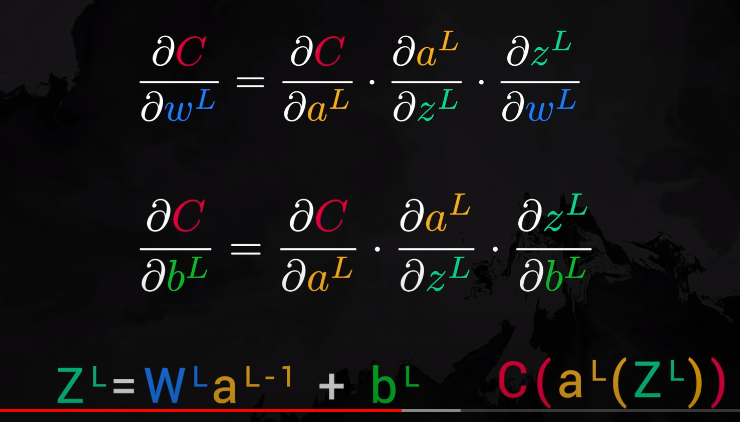 ∂C/∂w^L = ∂C/∂a^L · ∂a^L/∂z^L · ∂z^L/∂w^L
∂C/∂b^L = ∂C/∂a^L · ∂a^L/∂z^L · ∂z^L/∂b^L
Z^L=W^L a^L-1 + b^L C(a^L(Z^L))